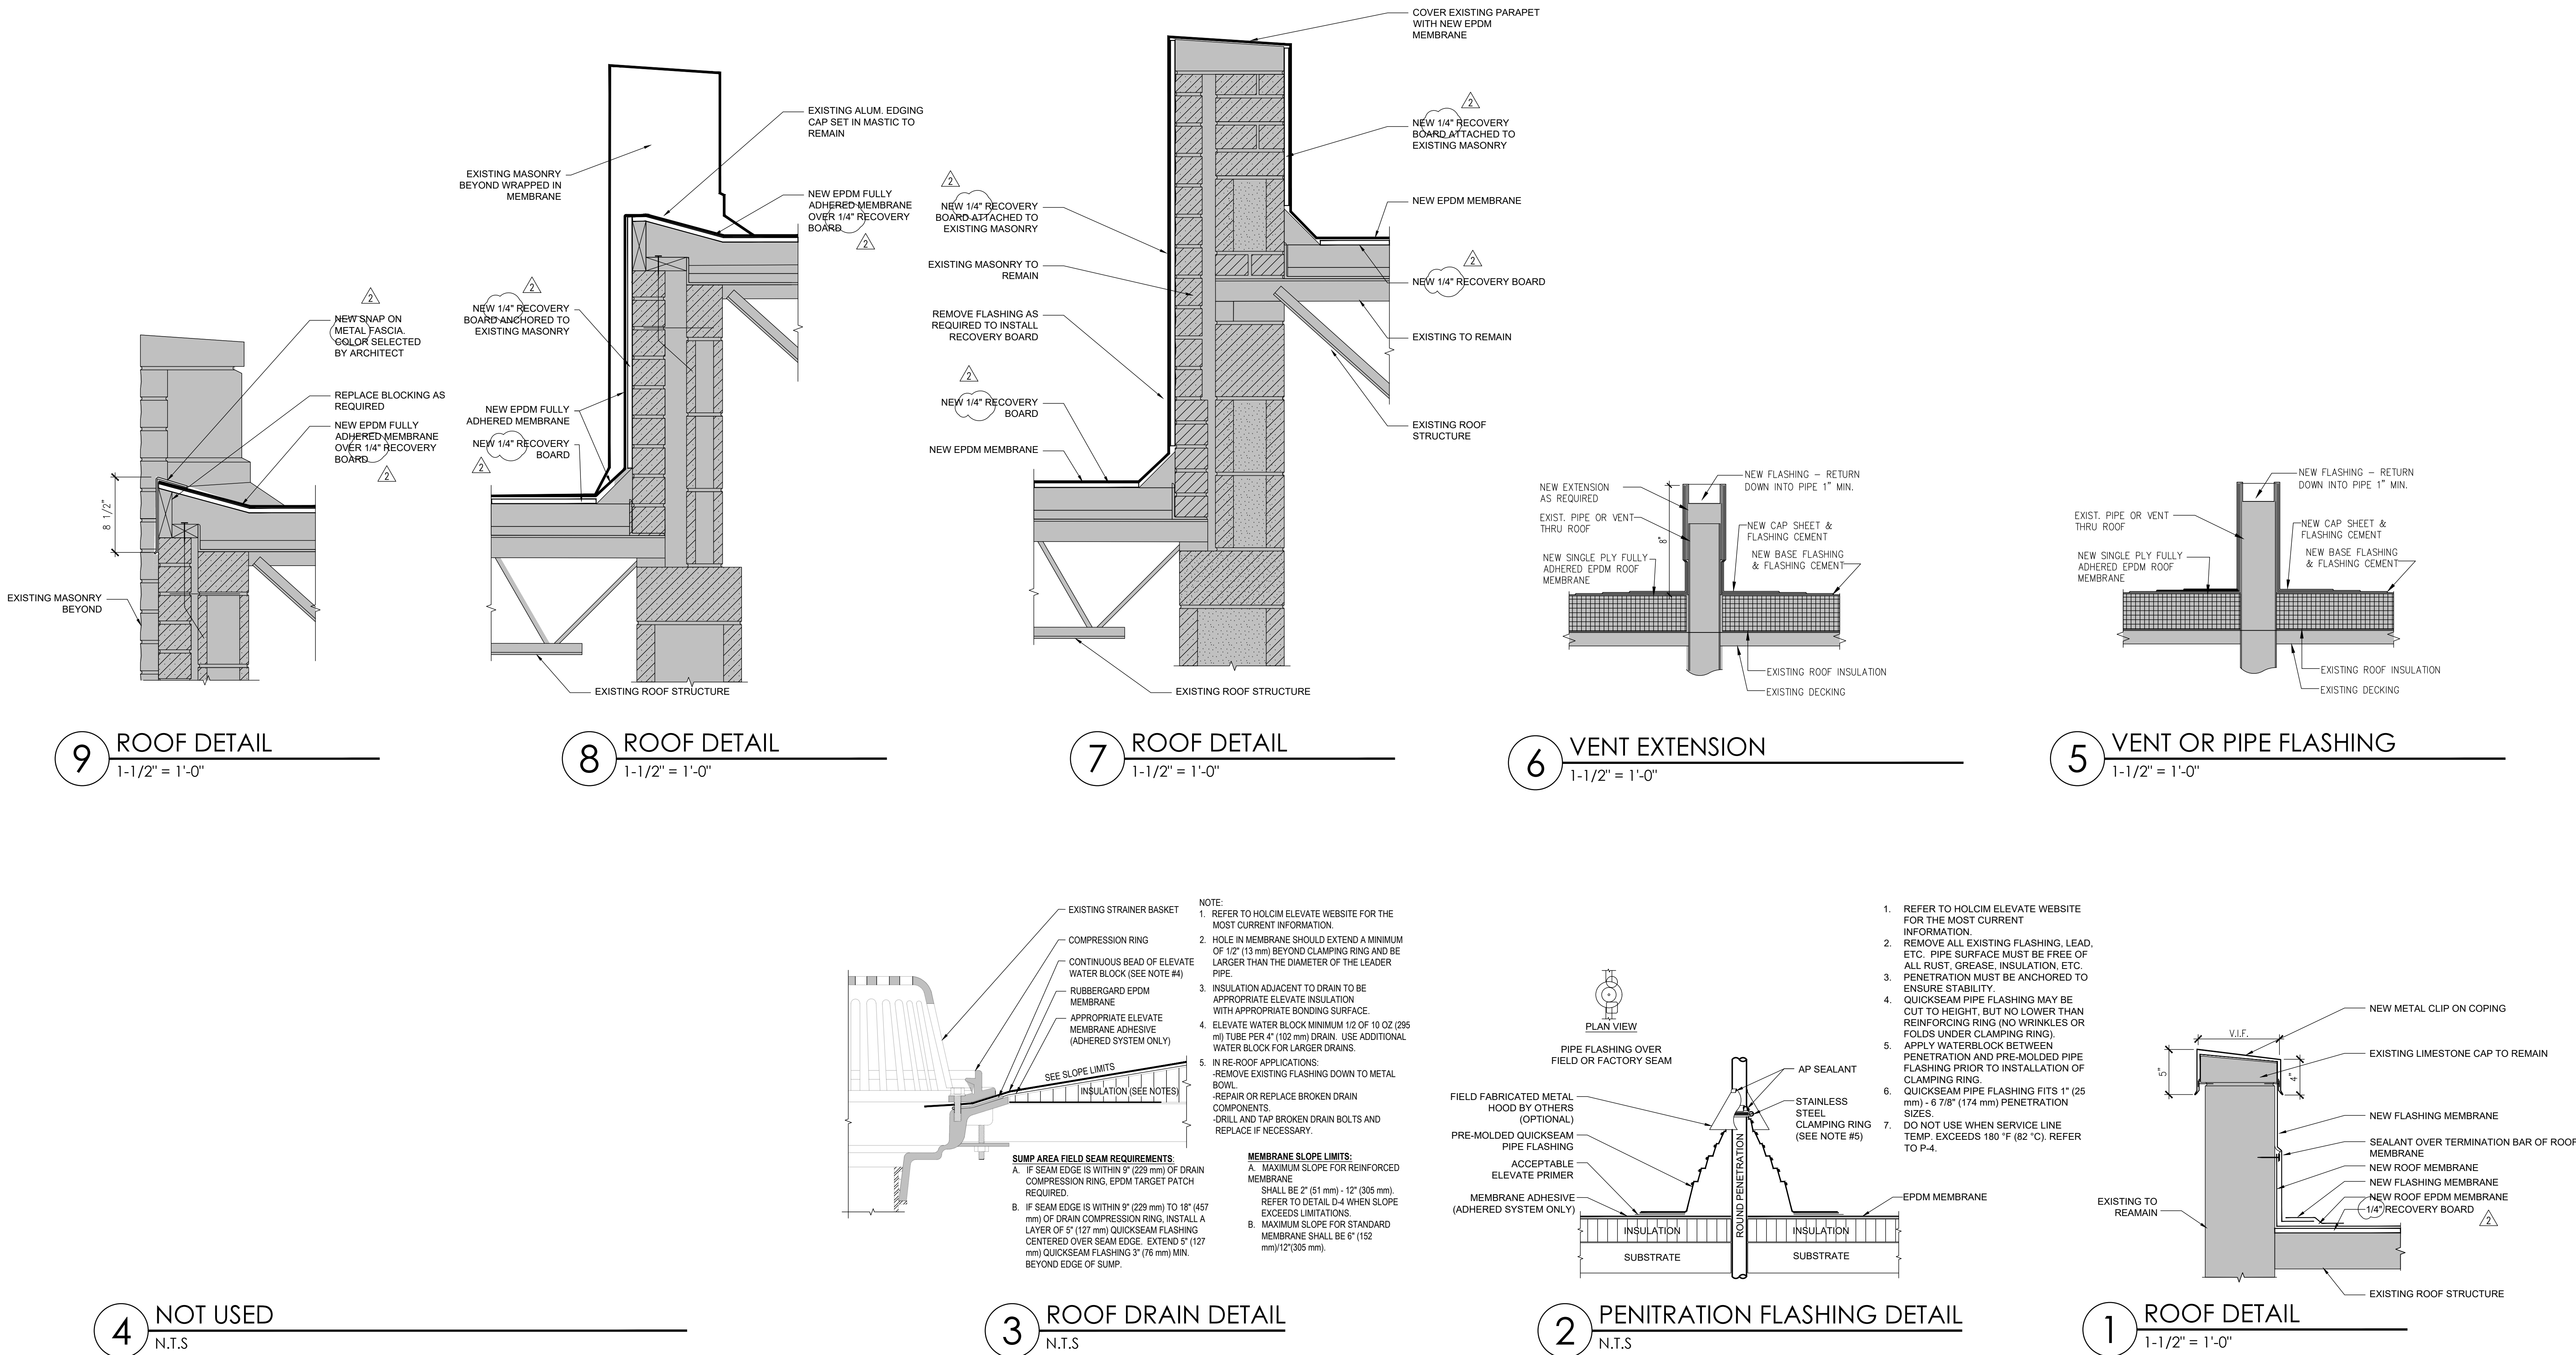 2
NEW SNAP ON
METAL FASCIA.
COLOR SELECTED
BY ARCHITECT
REPLACE BLOCKING AS
REQUIRED
NEW EPDM FULLY
ADHERED MEMBRANE
OVER 1/4" RECOVERY
BOARD
2
8 1/2"
EXISTING MASONRY
BEYOND
9
ROOF DETAIL
1-1/2" = 1'-0"
EXISTING ALUM. EDGING
CAP SET IN MASTIC TO
REMAIN
EXISTING MASONRY
BEYOND WRAPPED IN
MEMBRANE
NEW EPDM FULLY
ADHERED MEMBRANE
OVER 1/4" RECOVERY
BOARD
2
2
NEW 1/4" RECOVERY
BOARD ANCHORED TO
EXISTING MASONRY
NEW EPDM FULLY
ADHERED MEMBRANE
NEW 1/4" RECOVERY
BOARD
2
EXISTING ROOF STRUCTURE
8
ROOF DETAIL
1-1/2" = 1'-0"
COVER EXISTING PARAPET
WITH NEW EPDM
MEMBRANE
2
NEW 1/4" RECOVERY
BOARD ATTACHED TO
EXISTING MASONRY
2
NEW 1/4" RECOVERY
BOARD ATTACHED TO
EXISTING MASONRY
NEW EPDM MEMBRANE
EXISTING MASONRY TO
REMAIN
2
NEW 1/4" RECOVERY BOARD
REMOVE FLASHING AS
REQUIRED TO INSTALL
RECOVERY BOARD
EXISTING TO REMAIN
2
NEW 1/4" RECOVERY
BOARD
EXISTING ROOF
STRUCTURE
NEW EPDM MEMBRANE
EXISTING ROOF STRUCTURE
7
ROOF DETAIL
1-1/2" = 1'-0"
NEW FLASHING – RETURN
DOWN INTO PIPE 1" MIN.
NEW EXTENSION
AS REQUIRED
EXIST. PIPE OR VENT
THRU ROOF
8"
NEW CAP SHEET &
FLASHING CEMENT
NEW SINGLE PLY FULLY
ADHERED EPDM ROOF
MEMBRANE
NEW BASE FLASHING
& FLASHING CEMENT
EXISTING ROOF INSULATION
EXISTING DECKING
6
VENT EXTENSION
1-1/2" = 1'-0"
NEW FLASHING – RETURN
DOWN INTO PIPE 1" MIN.
EXIST. PIPE OR VENT
THRU ROOF
NEW CAP SHEET &
FLASHING CEMENT
NEW SINGLE PLY FULLY
ADHERED EPDM ROOF
MEMBRANE
NEW BASE FLASHING
& FLASHING CEMENT
EXISTING ROOF INSULATION
EXISTING DECKING
5
VENT OR PIPE FLASHING
1-1/2" = 1'-0"
4
NOT USED
N.T.S
EXISTING STRAINER BASKET
COMPRESSION RING
CONTINUOUS BEAD OF ELEVATE
WATER BLOCK (SEE NOTE #4)
RUBBERGARD EPDM
MEMBRANE
APPROPRIATE ELEVATE
MEMBRANE ADHESIVE
(ADHERED SYSTEM ONLY)
SEE SLOPE LIMITS
INSULATION (SEE NOTES)
NOTE:
1. REFER TO HOLCIM ELEVATE WEBSITE FOR THE
MOST CURRENT INFORMATION.
2. HOLE IN MEMBRANE SHOULD EXTEND A MINIMUM
OF 1/2" (13 mm) BEYOND CLAMPING RING AND BE
LARGER THAN THE DIAMETER OF THE LEADER
PIPE.
3. INSULATION ADJACENT TO DRAIN TO BE
APPROPRIATE ELEVATE INSULATION
WITH APPROPRIATE BONDING SURFACE.
4. ELEVATE WATER BLOCK MINIMUM 1/2 OF 10 OZ (295
ml) TUBE PER 4" (102 mm) DRAIN. USE ADDITIONAL
WATER BLOCK FOR LARGER DRAINS.
5. IN RE-ROOF APPLICATIONS:
-REMOVE EXISTING FLASHING DOWN TO METAL
BOWL.
-REPAIR OR REPLACE BROKEN DRAIN
COMPONENTS.
-DRILL AND TAP BROKEN DRAIN BOLTS AND
REPLACE IF NECESSARY.
SUMP AREA FIELD SEAM REQUIREMENTS:
A. IF SEAM EDGE IS WITHIN 9" (229 mm) OF DRAIN
COMPRESSION RING, EPDM TARGET PATCH
REQUIRED.
B. IF SEAM EDGE IS WITHIN 9" (229 mm) TO 18" (457
mm) OF DRAIN COMPRESSION RING, INSTALL A
LAYER OF 5" (127 mm) QUICKSEAM FLASHING
CENTERED OVER SEAM EDGE. EXTEND 5" (127
mm) QUICKSEAM FLASHING 3" (76 mm) MIN.
BEYOND EDGE OF SUMP.
MEMBRANE SLOPE LIMITS:
A. MAXIMUM SLOPE FOR REINFORCED
MEMBRANE
SHALL BE 2" (51 mm) - 12" (305 mm).
REFER TO DETAIL D-4 WHEN SLOPE
EXCEEDS LIMITATIONS.
B. MAXIMUM SLOPE FOR STANDARD
MEMBRANE SHALL BE 6" (152
mm)/12"(305 mm).
3
ROOF DRAIN DETAIL
N.T.S
PLAN VIEW
PIPE FLASHING OVER
FIELD OR FACTORY SEAM
AP SEALANT
FIELD FABRICATED METAL
HOOD BY OTHERS
(OPTIONAL)
STAINLESS
STEEL
CLAMPING RING
(SEE NOTE #5)
PRE-MOLDED QUICKSEAM
PIPE FLASHING
ACCEPTABLE
ELEVATE PRIMER
MEMBRANE ADHESIVE
(ADHERED SYSTEM ONLY)
EPDM MEMBRANE
ROUND PENETRATION
INSULATION
INSULATION
SUBSTRATE
SUBSTRATE
1. REFER TO HOLCIM ELEVATE WEBSITE
FOR THE MOST CURRENT
INFORMATION.
2. REMOVE ALL EXISTING FLASHING, LEAD,
ETC. PIPE SURFACE MUST BE FREE OF
ALL RUST, GREASE, INSULATION, ETC.
3. PENETRATION MUST BE ANCHORED TO
ENSURE STABILITY.
4. QUICKSEAM PIPE FLASHING MAY BE
CUT TO HEIGHT, BUT NO LOWER THAN
REINFORCING RING (NO WRINKLES OR
FOLDS UNDER CLAMPING RING).
5. APPLY WATERBLOCK BETWEEN
PENETRATION AND PRE-MOLDED PIPE
FLASHING PRIOR TO INSTALLATION OF
CLAMPING RING.
6. QUICKSEAM PIPE FLASHING FITS 1" (25
mm) - 6 7/8" (174 mm) PENETRATION
SIZES.
7. DO NOT USE WHEN SERVICE LINE
TEMP. EXCEEDS 180 °F (82 °C). REFER
TO P-4.
2
PENITRATION FLASHING DETAIL
N.T.S
NEW METAL CLIP ON COPING
V.I.F.
EXISTING LIMESTONE CAP TO REMAIN
5"
4"
NEW FLASHING MEMBRANE
SEALANT OVER TERMINATION BAR OF ROOF
MEMBRANE
NEW ROOF MEMBRANE
NEW FLASHING MEMBRANE
NEW ROOF EPDM MEMBRANE
1/4" RECOVERY BOARD
2
EXISTING TO
REAMAIN
EXISTING ROOF STRUCTURE
1
ROOF DETAIL
1-1/2" = 1'-0"